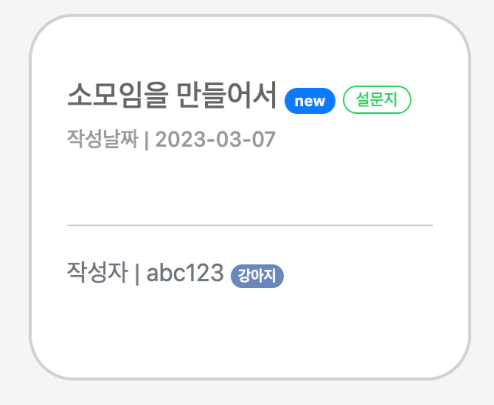 소모임을 만들어서 new 설문지
작성날짜 | 2023-03-07
작성자 | abc123 강아지